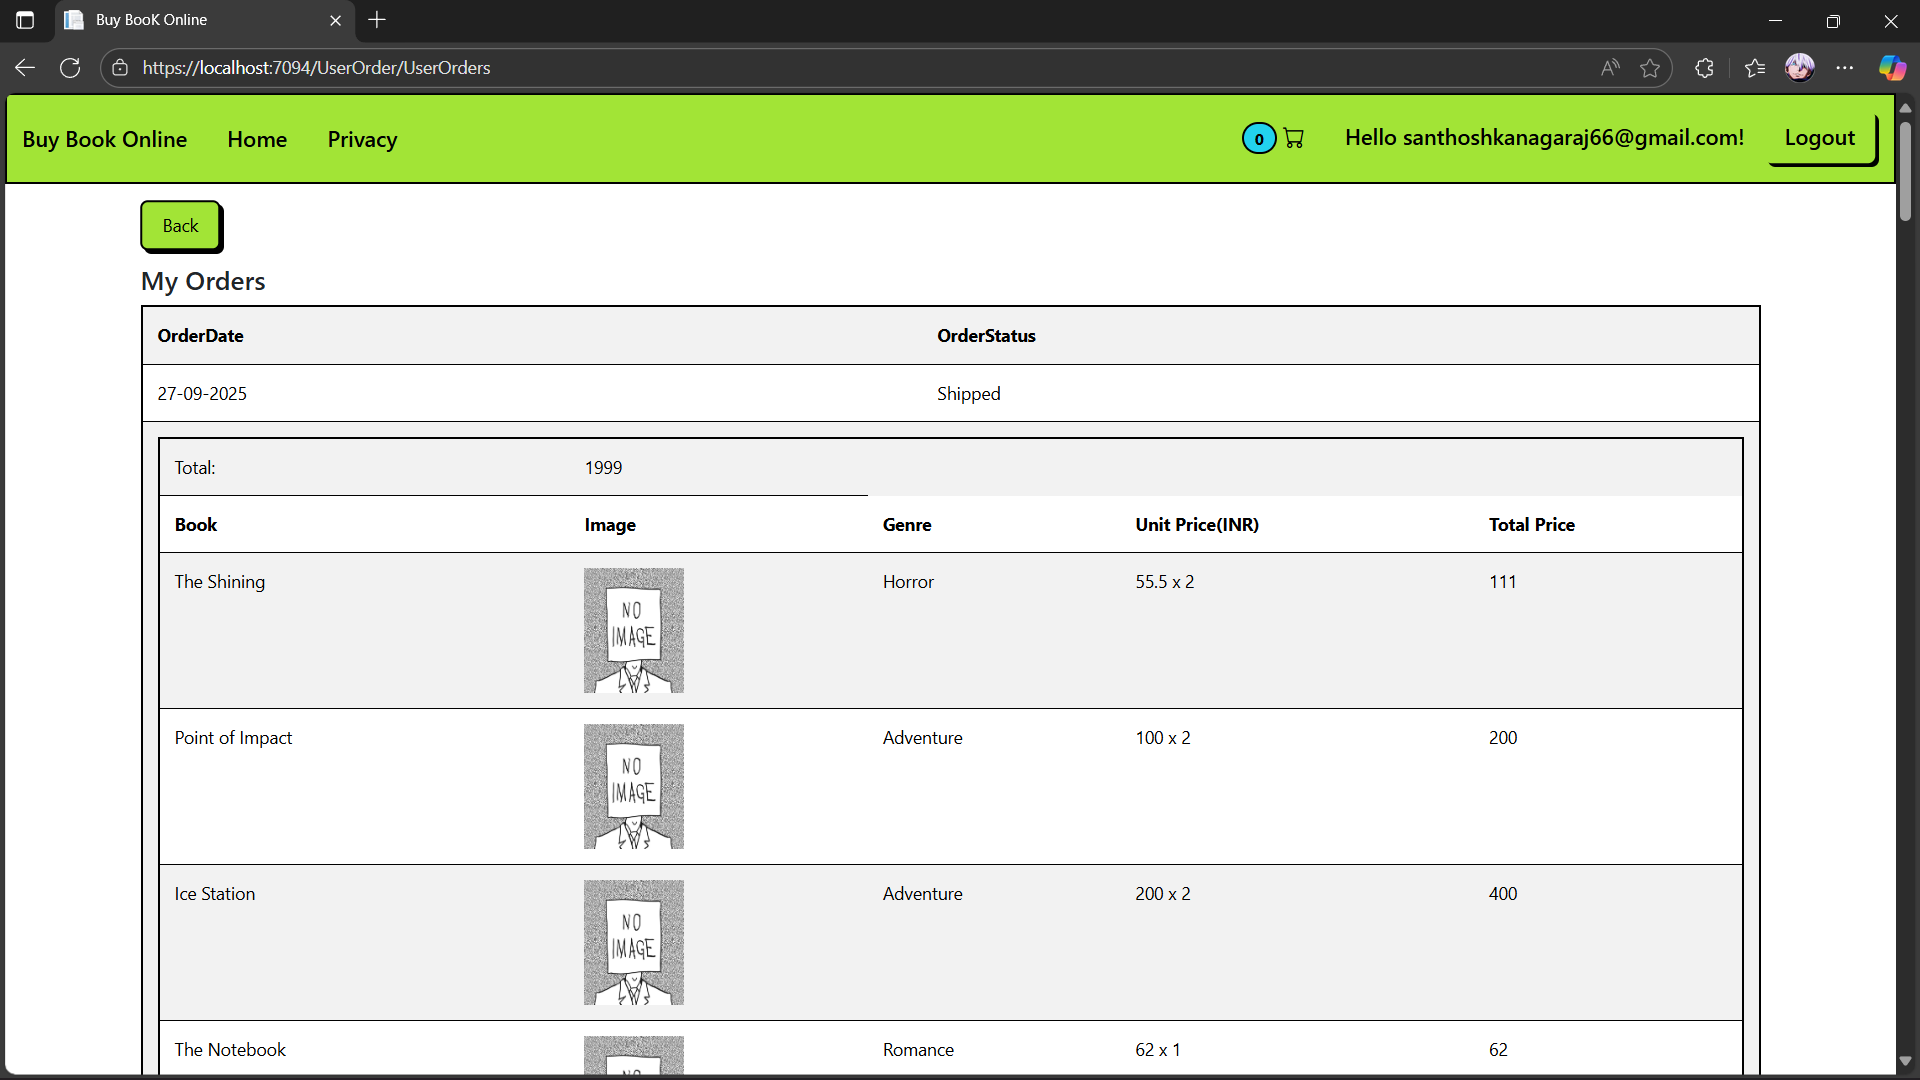 Buy BooK Online
https://localhost:7094/UserOrder/UserOrders
Buy Book Online Home Privacy 0 Hello santhoshkanagaraj66@gmail.com! Logout
Back
My Orders
OrderDate OrderStatus
27-09-2025 Shipped
Total: 1999
Book Image Genre Unit Price(INR) Total Price
The Shining NO IMAGE Horror 55.5 x 2 111
Point of Impact NO IMAGE Adventure 100 x 2 200
Ice Station NO IMAGE Adventure 200 x 2 400
The Notebook NO Romance 62 x 1 62